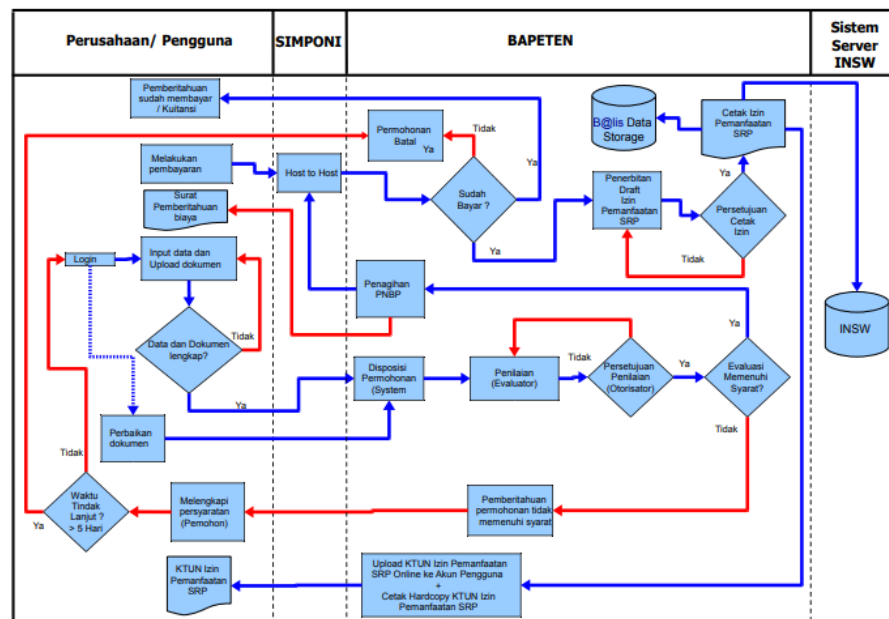 Perusahaan/ Pengguna
SIMPONI
BAPETEN
Sistem
Server
INSW
Pemberitahuan
sudah membayar
/ Kuitansi
Permohonan
Batal
Ya
Tidak
B@lis Data
Storage
Cetak Izin
Pemanfaatan
SRP
Melakukan
pembayaran
Host to Host
Sudah
Bayar ?
Ya
Ya
Penerbitan
Draft
Izin
Pemanfaatan
SRP
Persetujuan
Cetak
Izin
Ya
Tidak
Surat
Pemberitahuan
biaya
Login
Input data dan
Upload dokumen
Penagihan
PNBP
INSW
Data dan Dokumen
lengkap?
Tidak
Ya
Disposisi
Permohonan
(System
Penilaian
(Evaluator)
Tidak
Persetujuan
Penilaian
(Otorisator)
Ya
Evaluasi
Memenuhi
Syarat?
Ya
Tidak
Perbaikan
dokumen
Tidak
Waktu
Tindak
Lanjut ?
> 5 Hari
Ya
Melengkapi
persyaratan
(Pemohon)
Pemberitahuan
permohonan tidak
memenuhi syarat
KTUN Izin
Pemanfaatan
SRP
Upload KTUN Izin Pemanfaatan
SRP Online ke Akun Pengguna
+
Cetak Hardcopy KTUN Izin
Pemanfaatan SRP